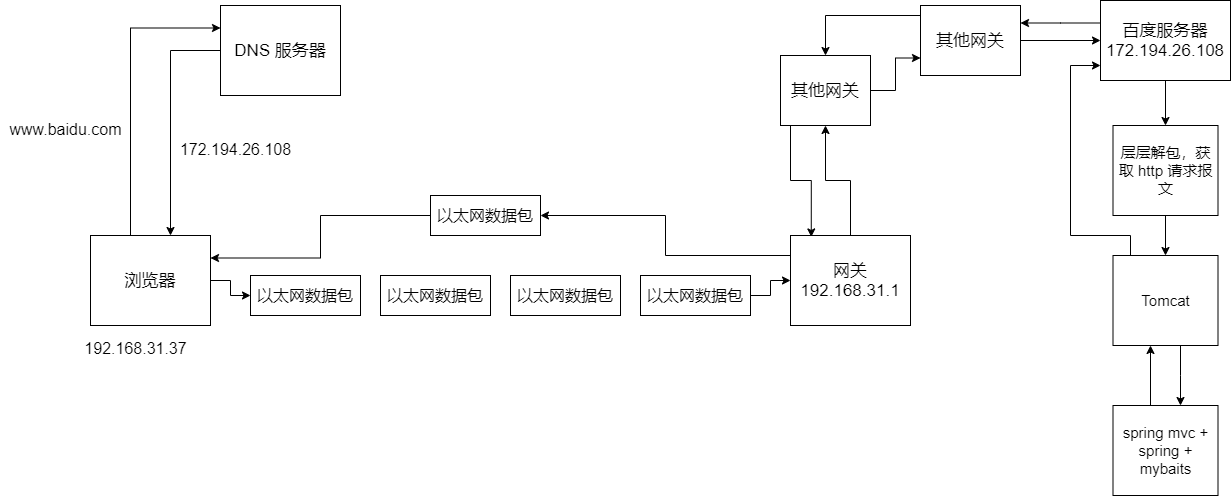 DNS 服务器
www.baidu.com
172.194.26.108
浏览器
192.168.31.37
以太网数据包
以太网数据包
以太网数据包
以太网数据包
以太网数据包
网关
192.168.31.1
其他网关
其他网关
百度服务器
172.194.26.108
层层解包，获
取 http 请求报
文
Tomcat
spring mvc +
spring +
mybaits